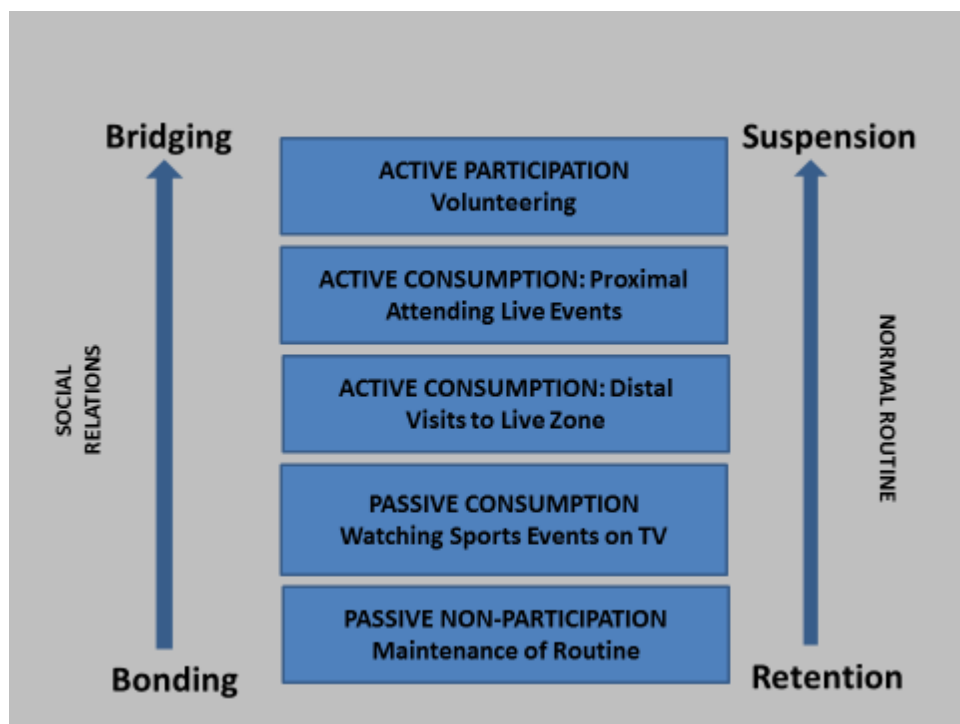 Bridging
Suspension
ACTIVE PARTICIPATION
Volunteering
ACTIVE CONSUMPTION: Proximal
Attending Live Events
SOCIAL
RELATIONS
ACTIVE CONSUMPTION: Distal
Visits to Live Zone
NORMAL ROUTINE
PASSIVE CONSUMPTION
Watching Sports Events on TV
PASSIVE NON-PARTICIPATION
Maintenance of Routine
Bonding
Retention